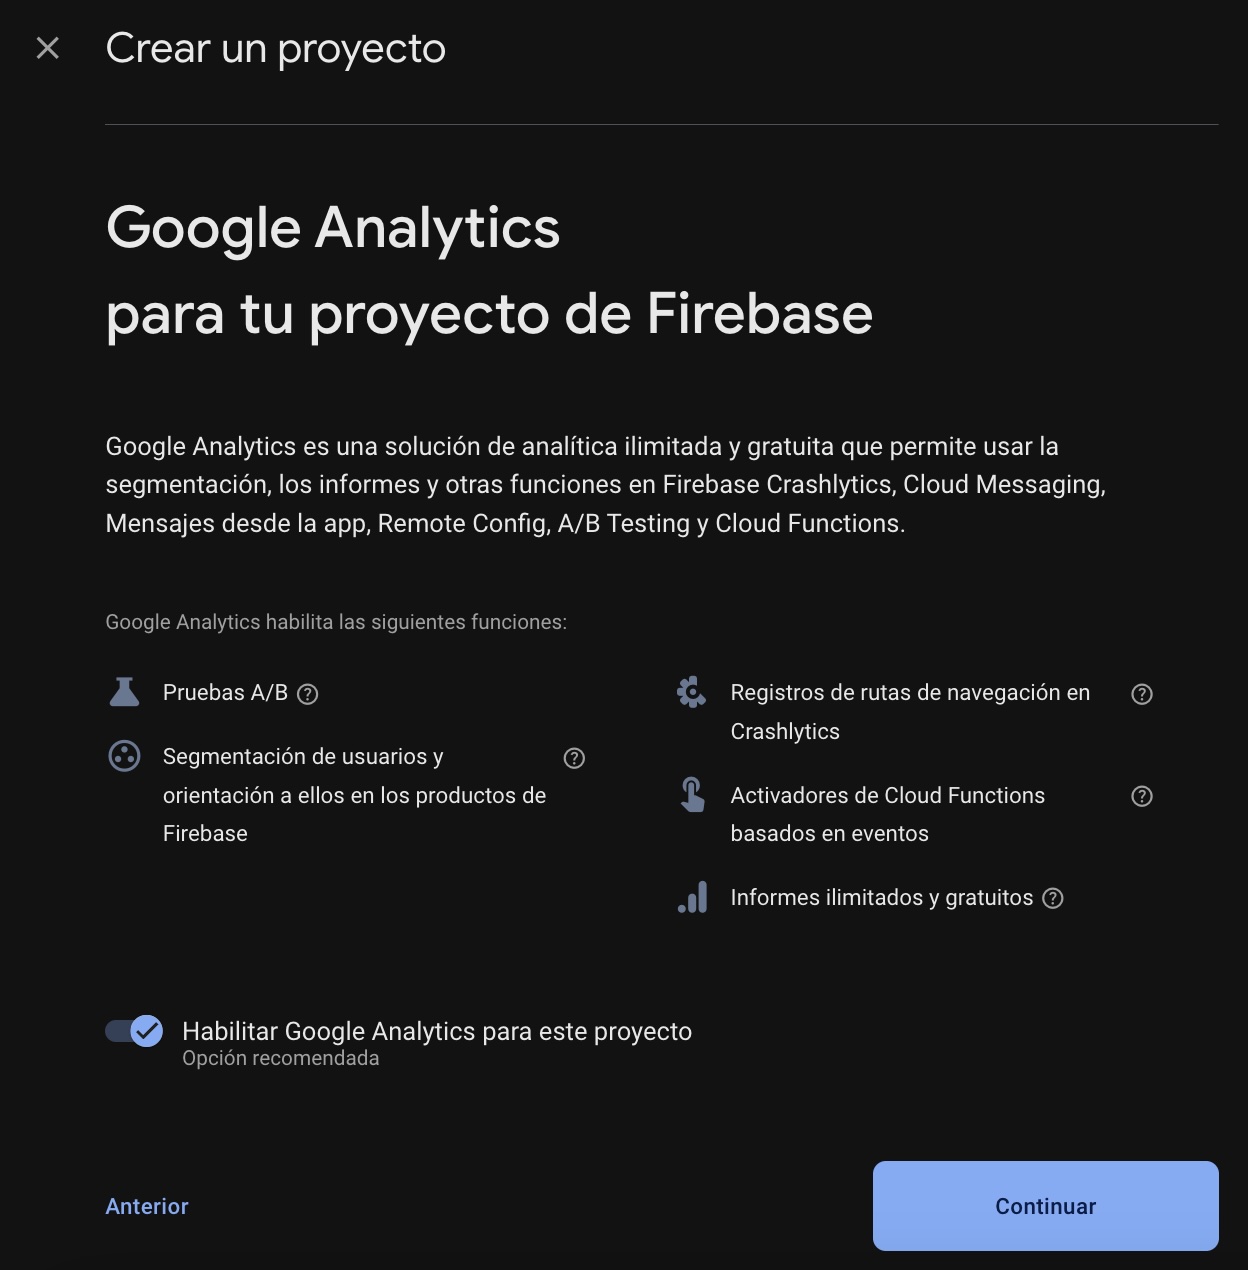 Crear un proyecto
Google Analytics
para tu proyecto de Firebase
Google Analytics es una solución de analítica ilimitada y gratuita que permite usar la
segmentación, los informes y otras funciones en Firebase Crashlytics, Cloud Messaging,
Mensajes desde la app, Remote Config, A/B Testing y Cloud Functions.
Google Analytics habilita las siguientes funciones:
Pruebas A/B
Segmentación de usuarios y
orientación a ellos en los productos de
Firebase
Registros de rutas de navegación en
Crashlytics
Activadores de Cloud Functions
basados en eventos
Informes ilimitados y gratuitos
Habilitar Google Analytics para este proyecto
Opción recomendada
Anterior
Continuar